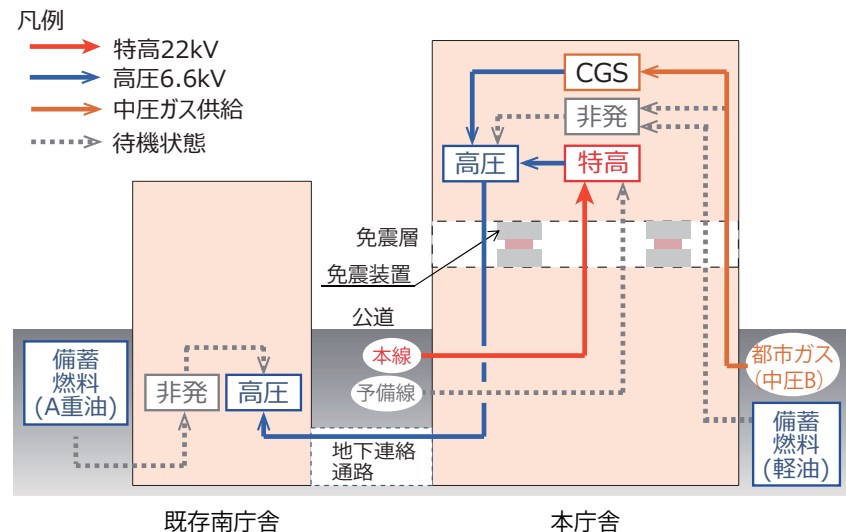 凡例
特高22kV
高圧6.6kV
中圧ガス供給
待機状態
CGS
非発
高圧
特高
免震層
免震装置
公道
本線
予備線
備蓄
燃料
(A重油)
非発
高圧
地下連絡
通路
都市ガス
(中圧B)
備蓄
燃料
(軽油)
既存南庁舎
本庁舎